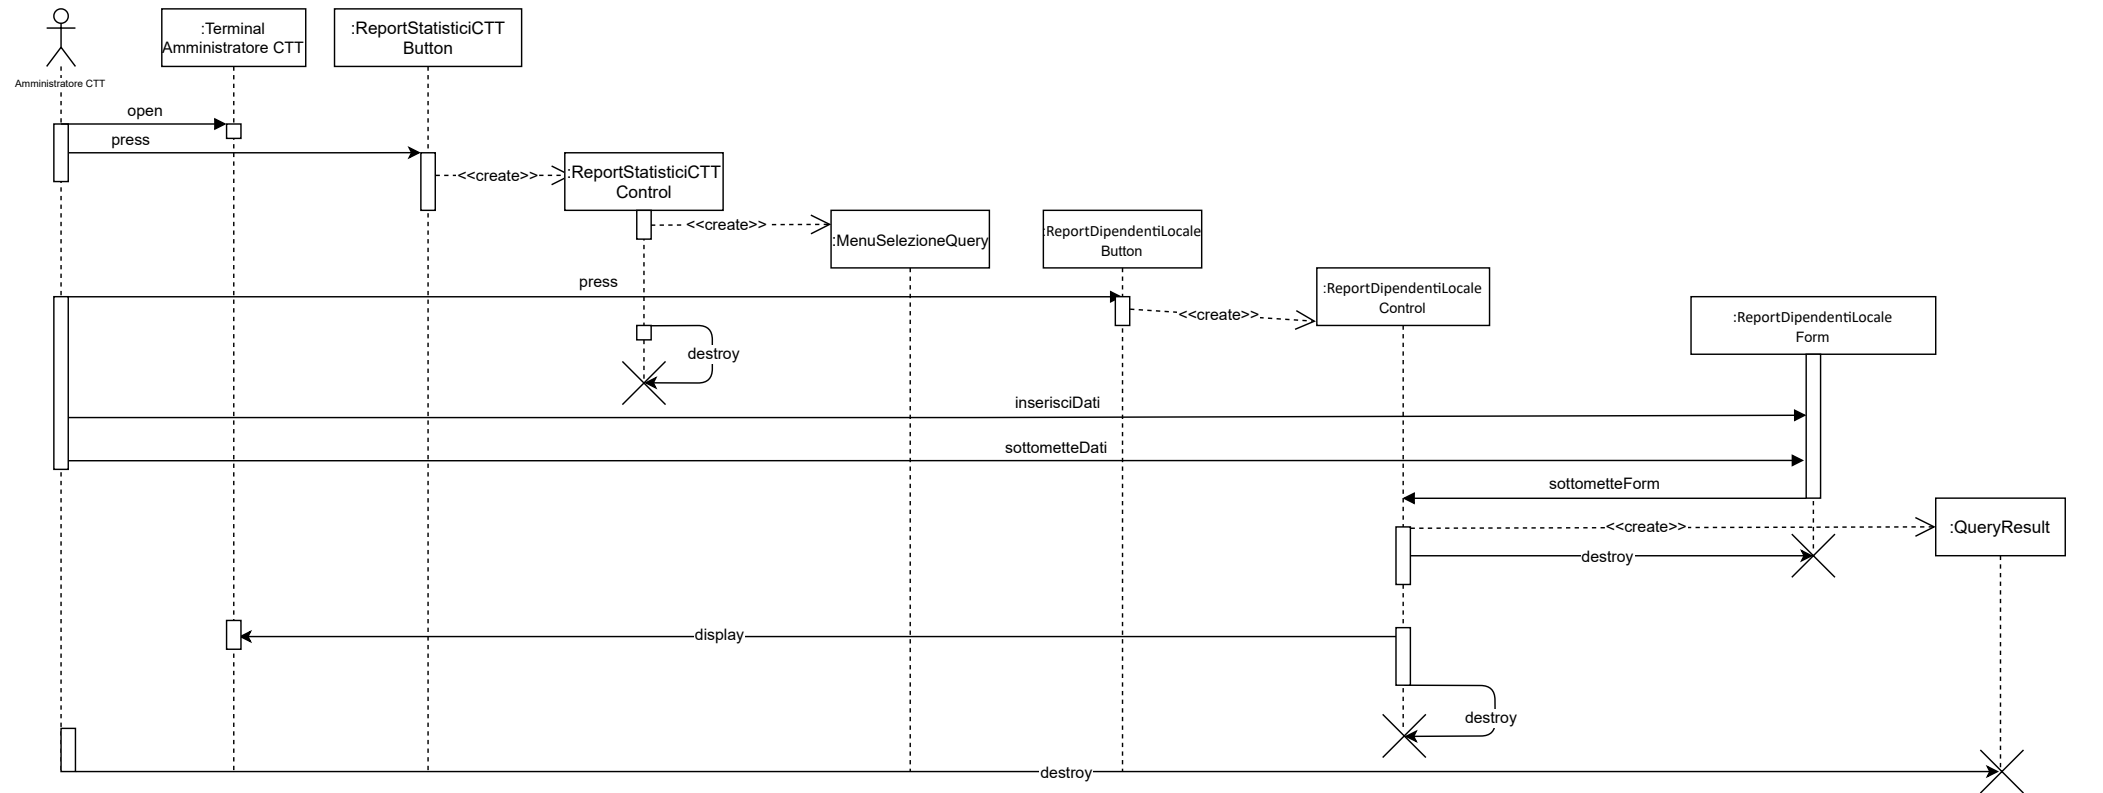 :Terminal
Amministratore CTT
:ReportStatisticiCTT
Button
Amministratore CTT
open
press
:ReportStatisticiCTT
Control
<<create>>
<<create>>
:MenuSelezioneQuery
:ReportDipendentiLocale
Button
press
:ReportDipendentiLocale
Control
<<create>>
:ReportDipendentiLocale
Form
destroy
inserisciDati
sottometteDati
sottometteForm
<<create>>
:QueryResult
destroy
display
destroy
destroy